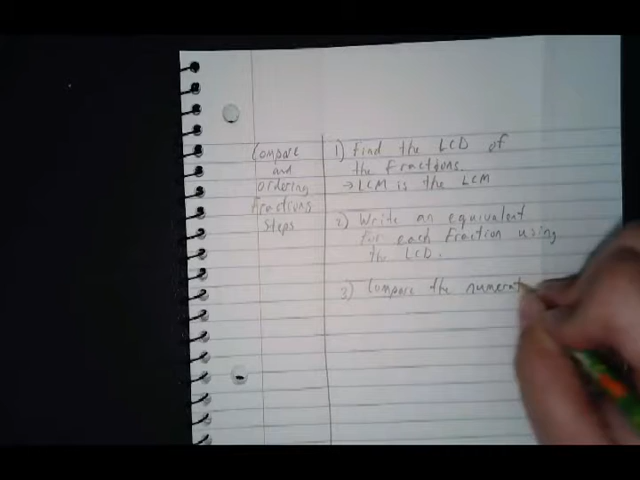 Compare
and
ordering
Fractions
Steps
1) Find the LCD of
the fractions.
→ LCM is the LCM
2) Write an equivalent
for each fraction using
the LCD.
3) Compare the numerat